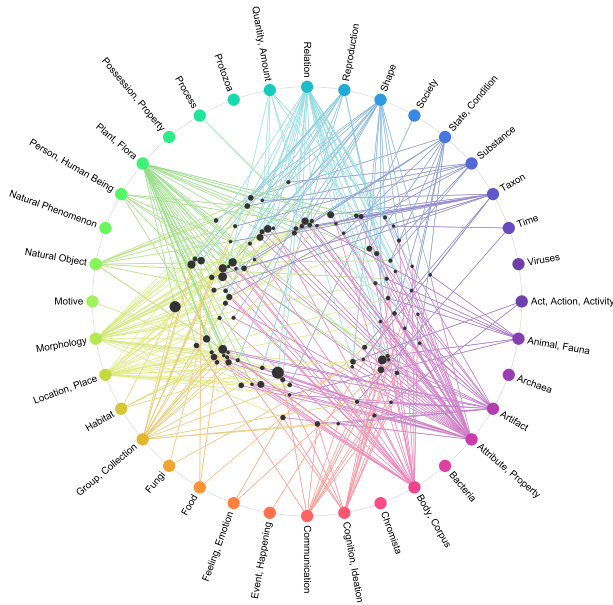 Relation
Reproduction
Shape
Society
State, Condition
Substance
Taxon
Time
Viruses
Act, Action, Activity
Animal, Fauna
Archaea
Artifact
Attribute, Property
Bacteria
Body, Corpus
Chromista
Cognition, Ideation
Communication
Event, Happening
Feeling, Emotion
Food
Fungi
Group, Collection
Habitat
Location, Place
Morphology
Motive
Natural Object
Natural Phenomenon
Person, Human Being
Plant, Flora
Possession, Property
Process
Protozoa
Quantity, Amount